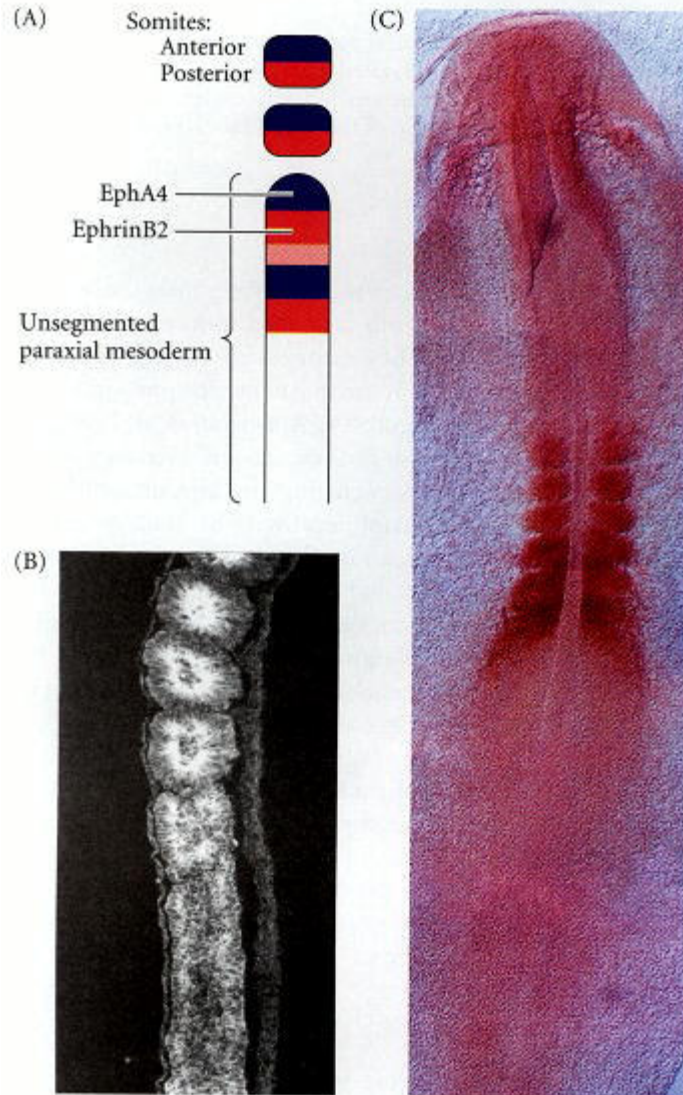 (A)
Somites:
Anterior
Posterior
EphA4
EphrinB2
Unsegmented
paraxial mesoderm
(B)
(C)